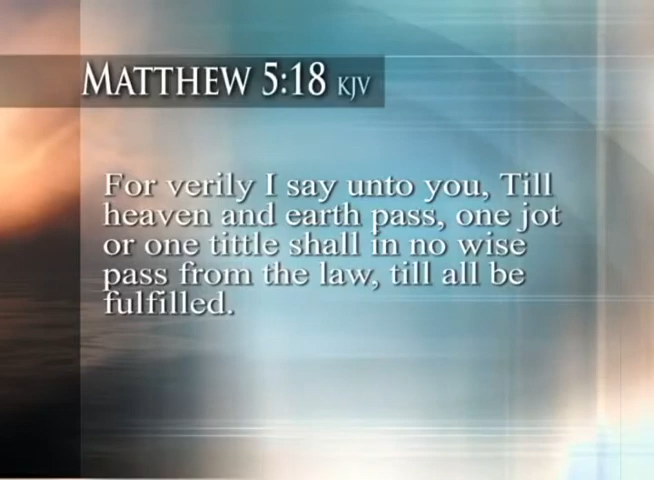 MATTHEW 5:18 KJV
For verily I say unto you, Till
heaven and earth pass, one jot
or one tittle shall in no wise
pass from the law, till all be
fulfilled.